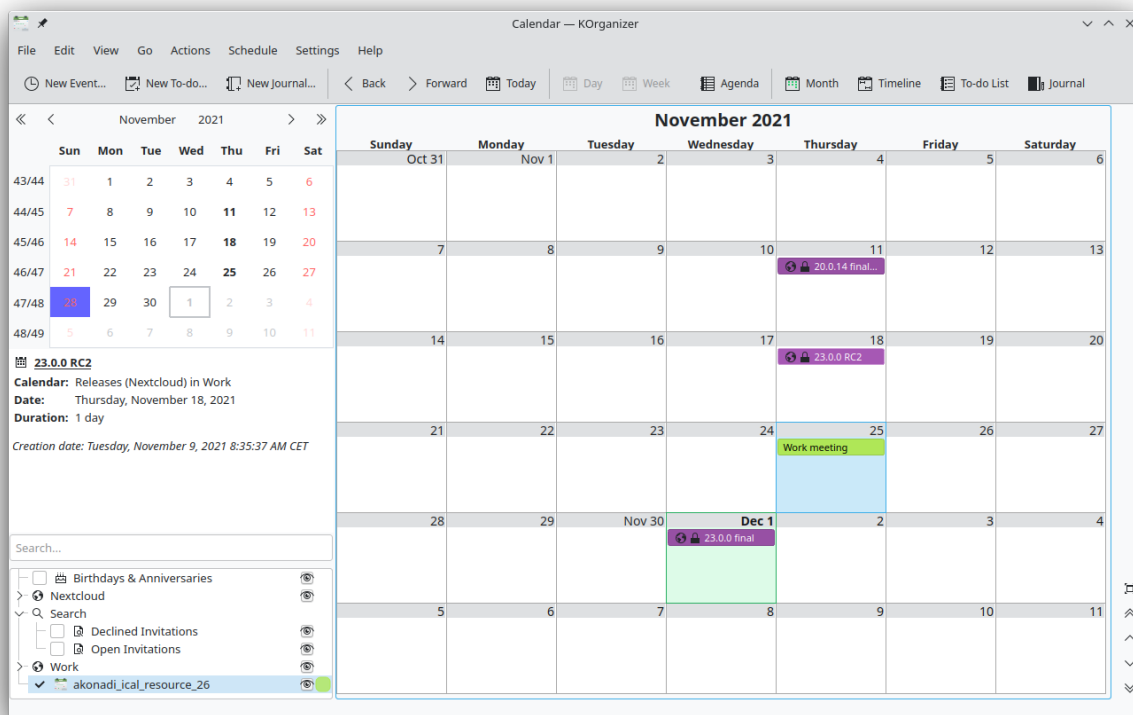 Calendar — KOrganizer
File Edit View Go Actions Schedule Settings Help
New Event... New To-do... New Journal... Back Forward Today Day Week Agenda Month Timeline To-do List Journal
November 2021
Sun Mon Tue Wed Thu Fri Sat
43/44 31 1 2 3 4 5 6
44/45 7 8 9 10 11 12 13
45/46 14 15 16 17 18 19 20
46/47 21 22 23 24 25 26 27
47/48 28 29 30 1 2 3 4
48/49 5 6 7 8 9 10 11
23.0.0 RC2
Calendar: Releases (Nextcloud) in Work
Date: Thursday, November 18, 2021
Duration: 1 day
Creation date: Tuesday, November 9, 2021 8:35:37 AM CET
Search...
Birthdays & Anniversaries
Nextcloud
Search
Declined Invitations
Open Invitations
Work
akonadi_ical_resource_26
November 2021
Sunday Monday Tuesday Wednesday Thursday Friday Saturday
Oct 31 Nov 1 2 3 4 5 6
7 8 9 10 11 12 13
20.0.14 final...
14 15 16 17 18 19 20
23.0.0 RC2
21 22 23 24 25 26 27
Work meeting
28 29 Nov 30 Dec 1 2 3 4
23.0.0 final
5 6 7 8 9 10 11